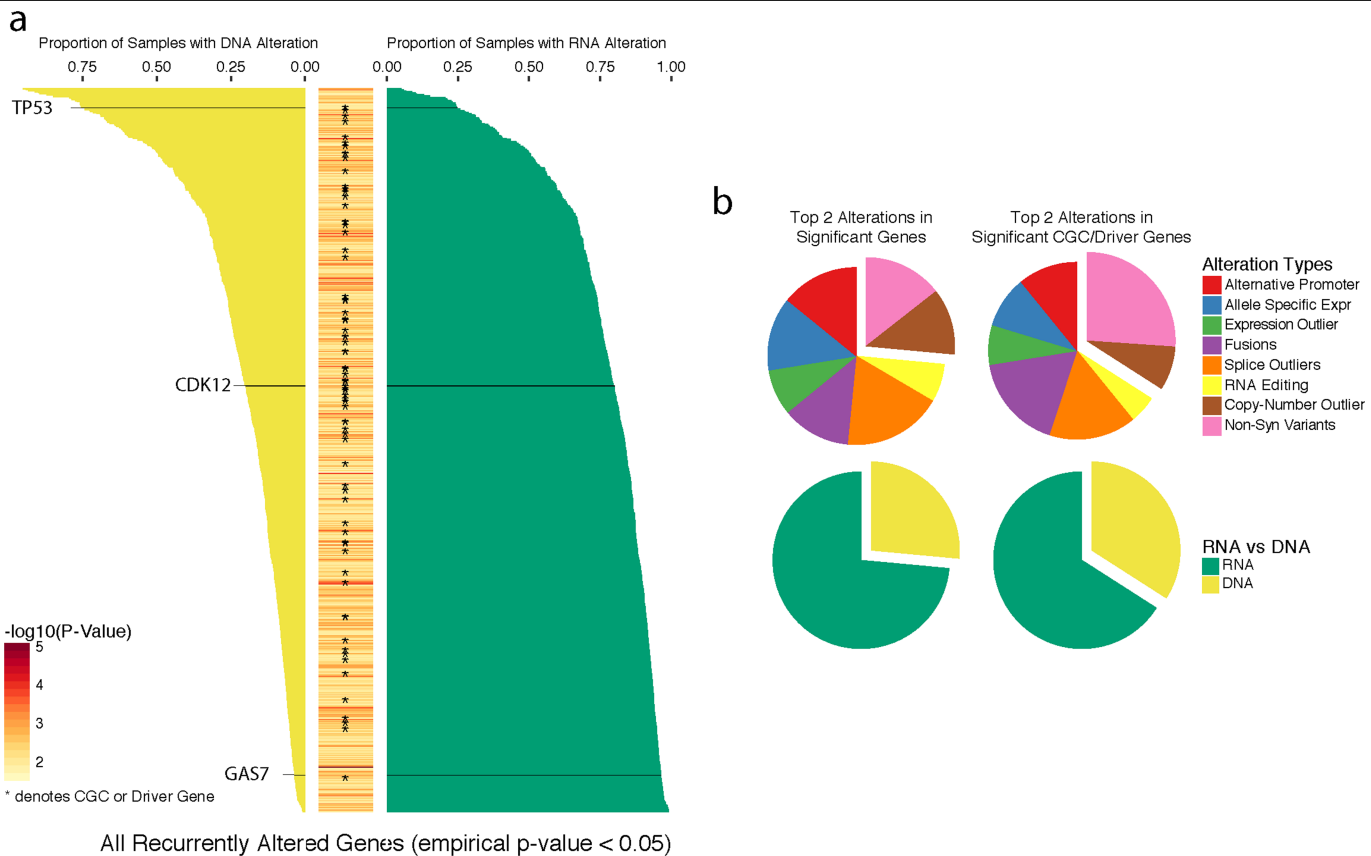 a
Proportion of Samples with DNA Alteration
Proportion of Samples with RNA Alteration
0.75 0.50 0.25 0.00
0.00 0.25 0.50 0.75 1.00
TP53
CDK12
GAS7
-log10(P-Value)
5
4
3
2
* denotes CGC or Driver Gene
All Recurrently Altered Genes (empirical p-value < 0.05)
b
Top 2 Alterations in
Significant Genes
Top 2 Alterations in
Significant CGC/Driver Genes
Alteration Types
Alternative Promoter
Allele Specific Expr
Expression Outlier
Fusions
Splice Outliers
RNA Editing
Copy-Number Outlier
Non-Syn Variants
RNA vs DNA
RNA
DNA